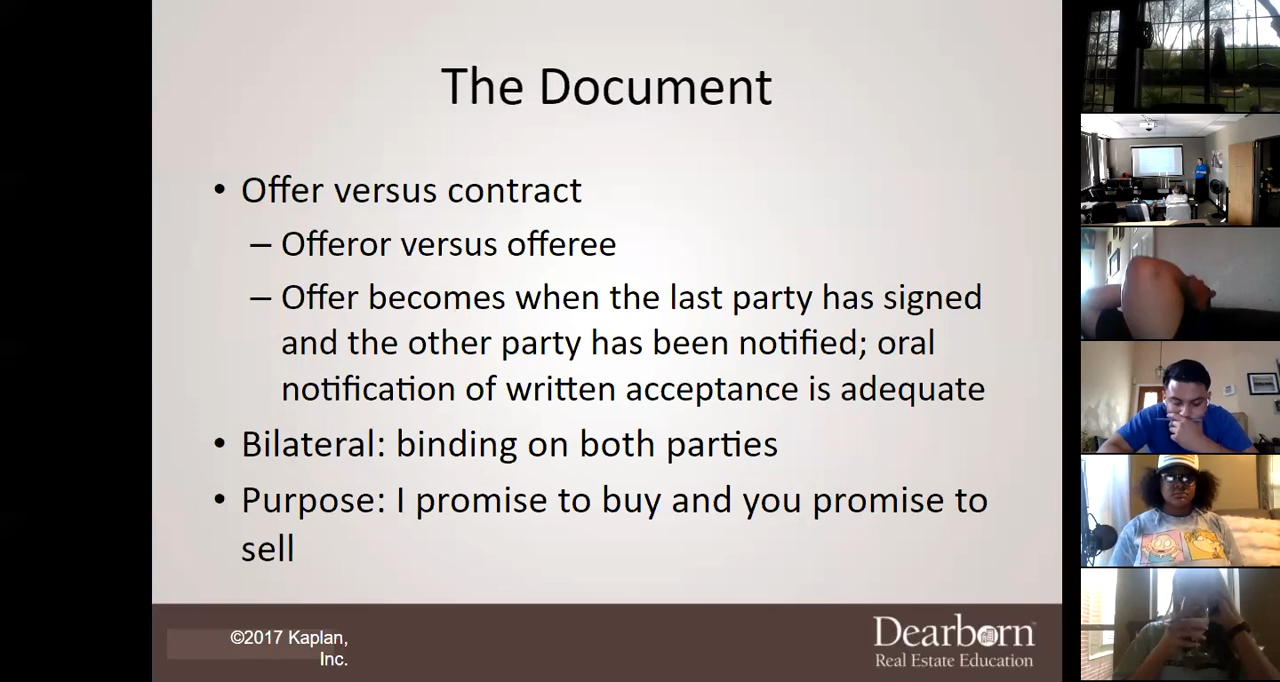 The Document
• Offer versus contract
– Offeror versus offeree
– Offer becomes when the last party has signed
and the other party has been notified; oral
notification of written acceptance is adequate
• Bilateral: binding on both parties
• Purpose: I promise to buy and you promise to
sell
©2017 Kaplan,
Inc.
Dearborn
Real Estate Education